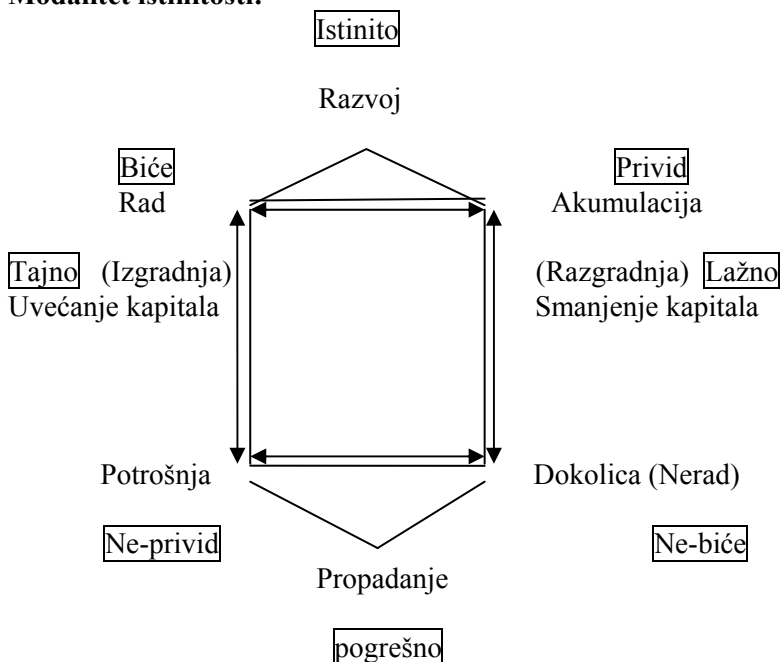 Modalitet istinitosti:
Istinito
Razvoj
Biće Privid
Rad Akumulacija
Tajno (Izgradnja) (Razgradnja) Lažno
Uvećanje kapitala Smanjenje kapitala
Potrošnja Dokolica (Nerad)
Ne-privid Ne-biće
Propadanje
pogrešno